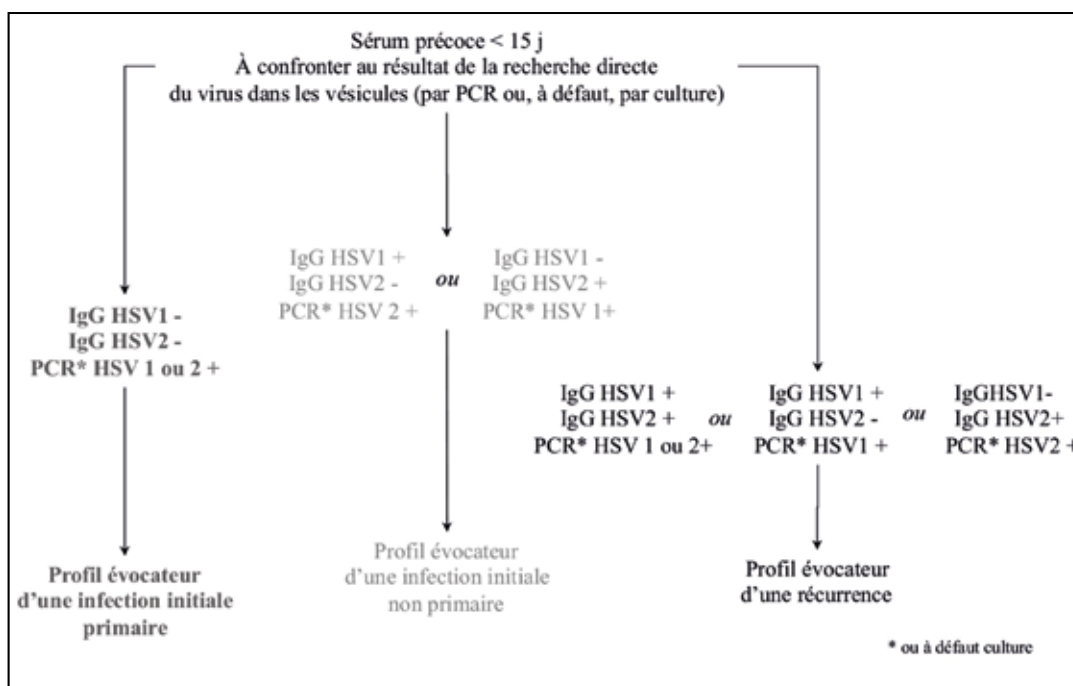 Sérum précoce < 15 j
À confronter au résultat de la recherche directe
du virus dans les vésicules (par PCR ou, à défaut, par culture)
IgG HSV1 -
IgG HSV2 -
PCR* HSV 1 ou 2 +
Profil évocateur
d'une infection initiale
primaire
IgG HSV1 +
IgG HSV2 -
PCR* HSV 2 +
ou
IgG HSV1 -
IgG HSV2 +
PCR* HSV 1+
Profil évocateur
d'une infection initiale
non primaire
IgG HSV1 +
IgG HSV2 +
PCR* HSV 1 ou 2+
ou
IgG HSV1 +
IgG HSV2 -
PCR* HSV1 +
ou
IgGHSV1-
IgG HSV2+
PCR* HSV2 +
Profil évocateur
d'une récurrence
* ou à défaut culture